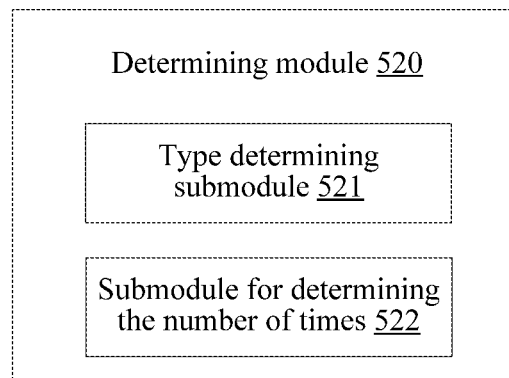 Determining module 520
Type determining
submodule 521
Submodule for determining
the number of times 522